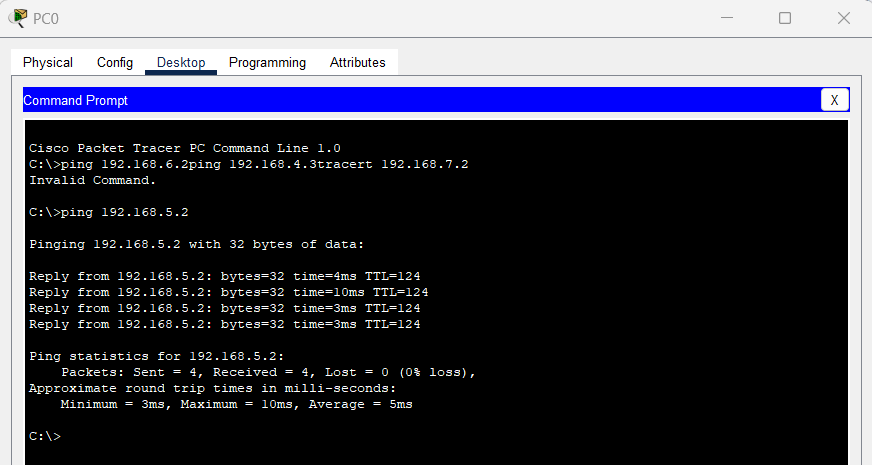 PC0
Physical Config Desktop Programming Attributes
Command Prompt X
Cisco Packet Tracer PC Command Line 1.0
C:\>ping 192.168.6.2ping 192.168.4.3tracert 192.168.7.2
Invalid Command.
C:\>ping 192.168.5.2
Pinging 192.168.5.2 with 32 bytes of data:
Reply from 192.168.5.2: bytes=32 time=4ms TTL=124
Reply from 192.168.5.2: bytes=32 time=10ms TTL=124
Reply from 192.168.5.2: bytes=32 time=3ms TTL=124
Reply from 192.168.5.2: bytes=32 time=3ms TTL=124
Ping statistics for 192.168.5.2:
Packets: Sent = 4, Received = 4, Lost = 0 (0% loss),
Approximate round trip times in milli-seconds:
Minimum = 3ms, Maximum = 10ms, Average = 5ms
C:\>